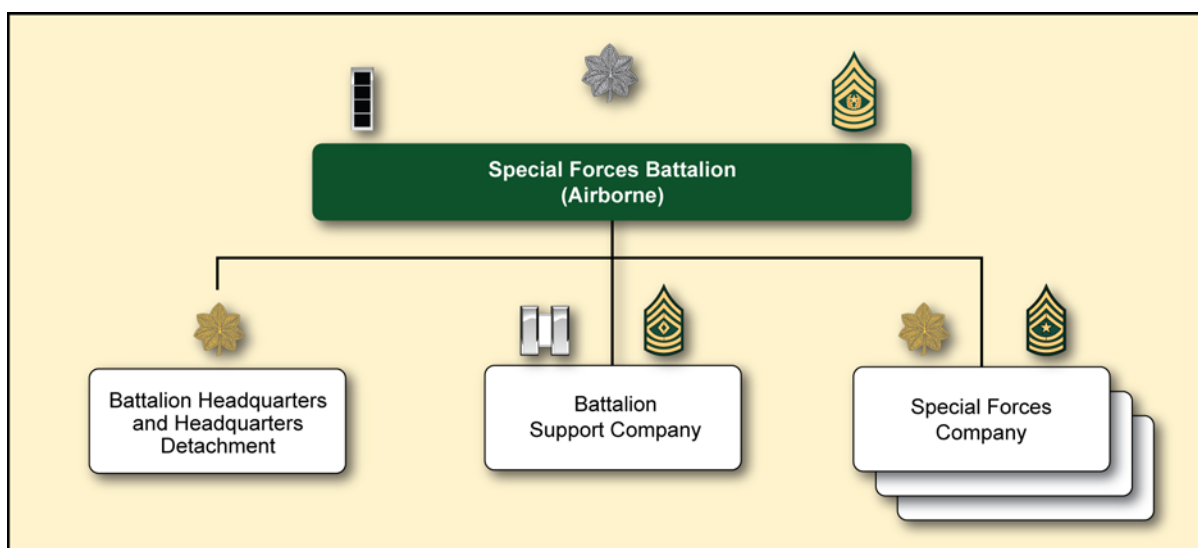 Special Forces Battalion
(Airborne)
Battalion Headquarters
and Headquarters
Detachment
Battalion
Support Company
Special Forces
Company